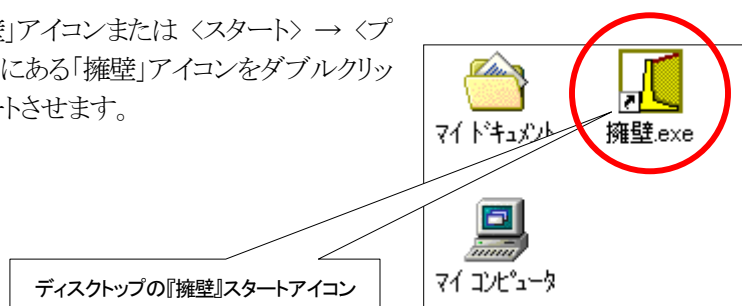 」アイコンまたは 〈スタート〉 → 〈プ
にある「擁壁」アイコンをダブルクリッ
ートさせます。
マイ ドキュメント
擁壁.exe
マイ コンピュータ
ディスクトップの『擁壁』スタートアイコン